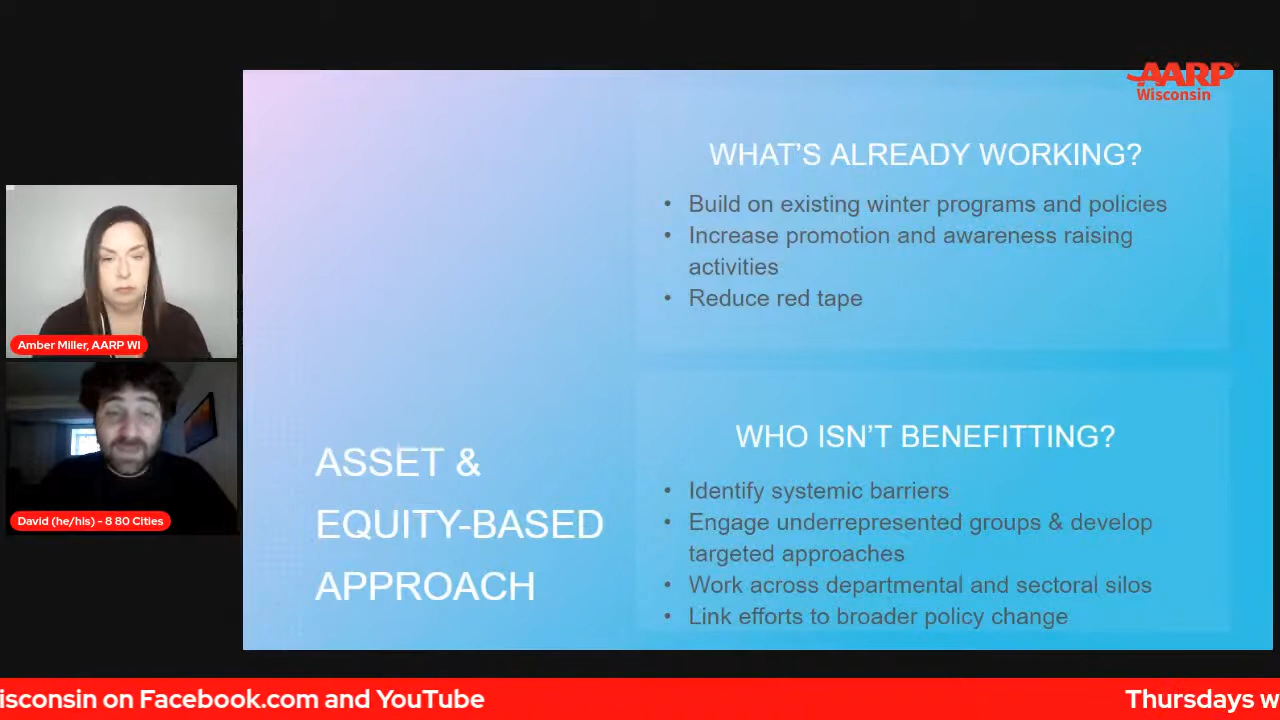 AARP
Wisconsin
WHAT'S ALREADY WORKING?
• Build on existing winter programs and policies
• Increase promotion and awareness raising
activities
• Reduce red tape
Amber Miller, AARP WI
David (he/his) - 8 80 Cities
ASSET &
EQUITY-BASED
APPROACH
WHO ISN'T BENEFITTING?
• Identify systemic barriers
• Engage underrepresented groups & develop
targeted approaches
• Work across departmental and sectoral silos
• Link efforts to broader policy change
isconsin on Facebook.com and YouTube
Thursdays w